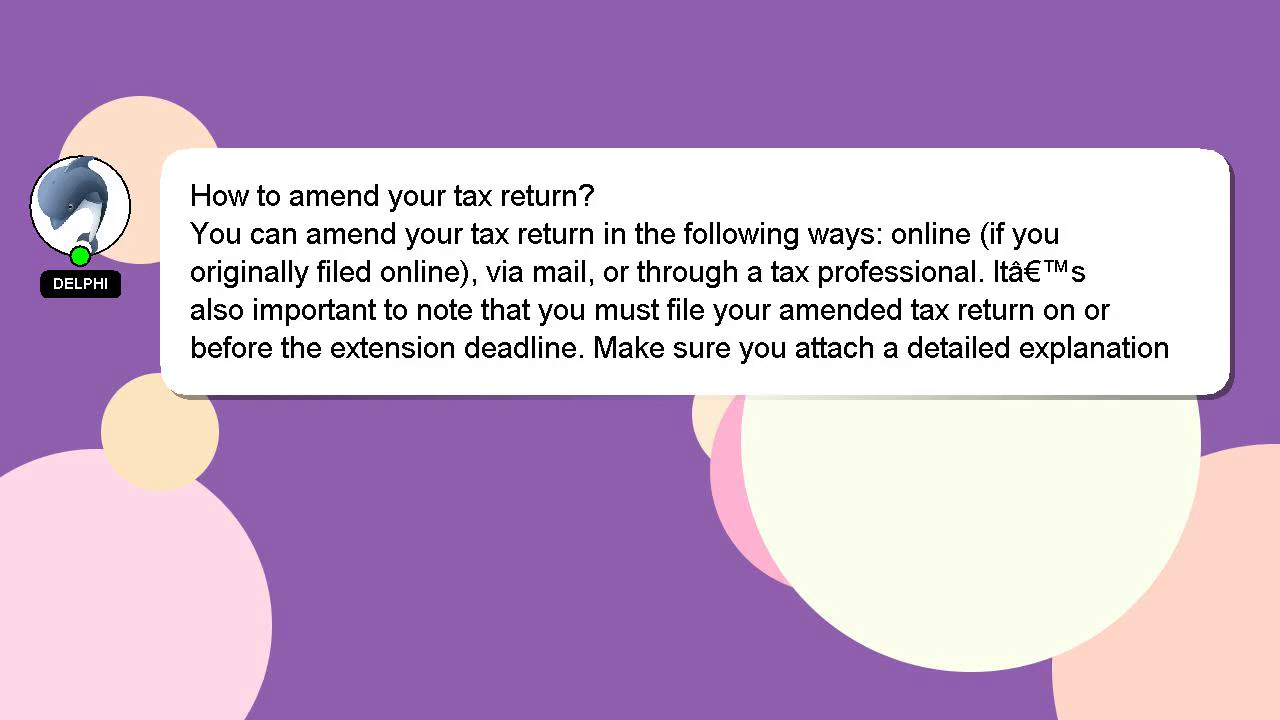 DELPHI
How to amend your tax return?
You can amend your tax return in the following ways: online (if you
originally filed online), via mail, or through a tax professional. Itâ€™s
also important to note that you must file your amended tax return on or
before the extension deadline. Make sure you attach a detailed explanation